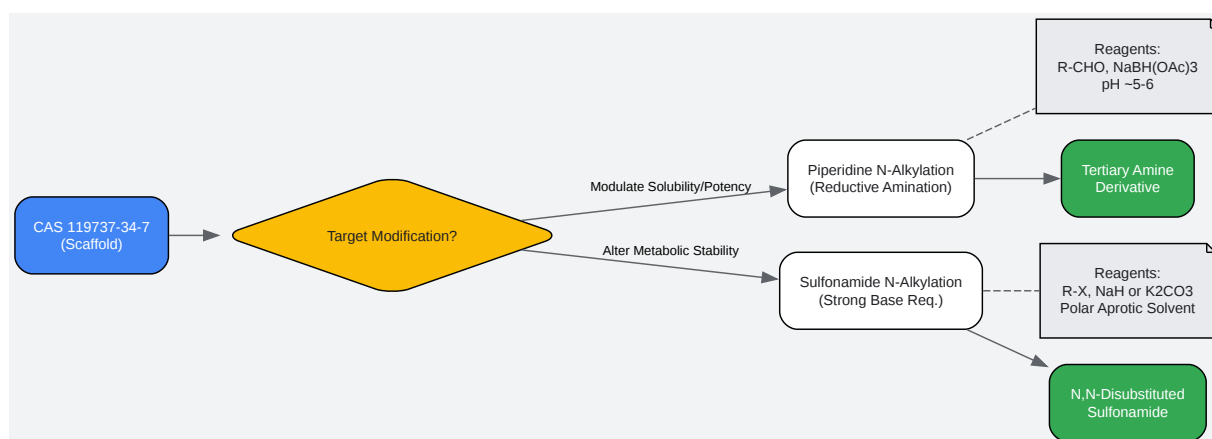 CAS 119737-34-7
(Scaffold)
Target Modification?
Modulate Solubility/Potency
Alter Metabolic Stability
Piperidine N-Alkylation
(Reductive Amination)
Reagents:
R-CHO, NaBH(OAc)3
pH ~5-6
Tertiary Amine
Derivative
Sulfonamide N-Alkylation
(Strong Base Req.)
Reagents:
R-X, NaH or K2CO3
Polar Aprotic Solvent
N,N-Disubstituted
Sulfonamide